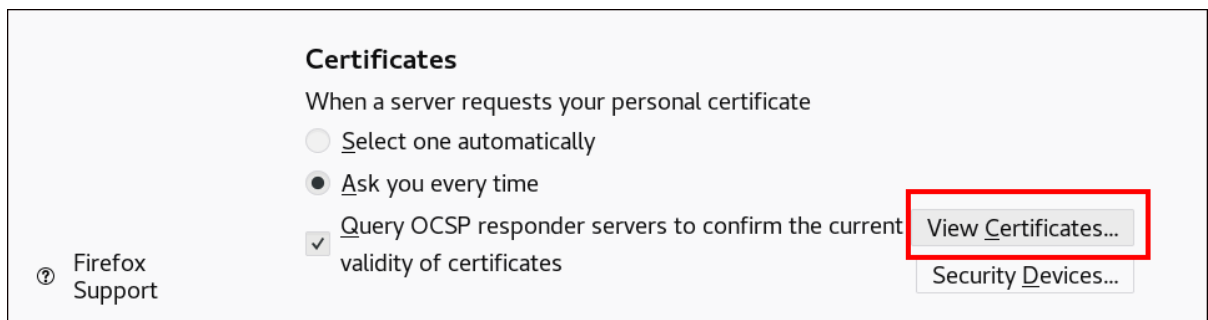 Certificates
When a server requests your personal certificate
Select one automatically
Ask you every time
Query OCSP responder servers to confirm the current
validity of certificates
View Certificates...
Security Devices...
Firefox
Support